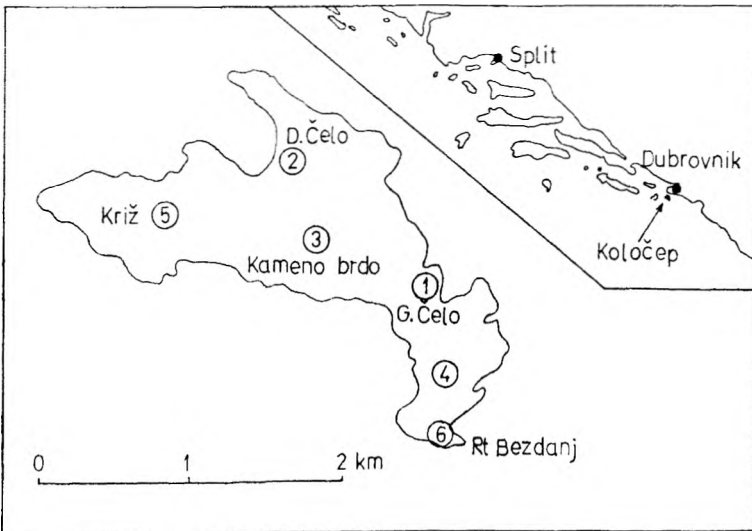 Split
Dubrovnik
Koločep
D. Čelo
2
Križ 5
3
Kameno brdo
1
G. Čelo
4
6
Rt Bezdanj
0 1 2 km